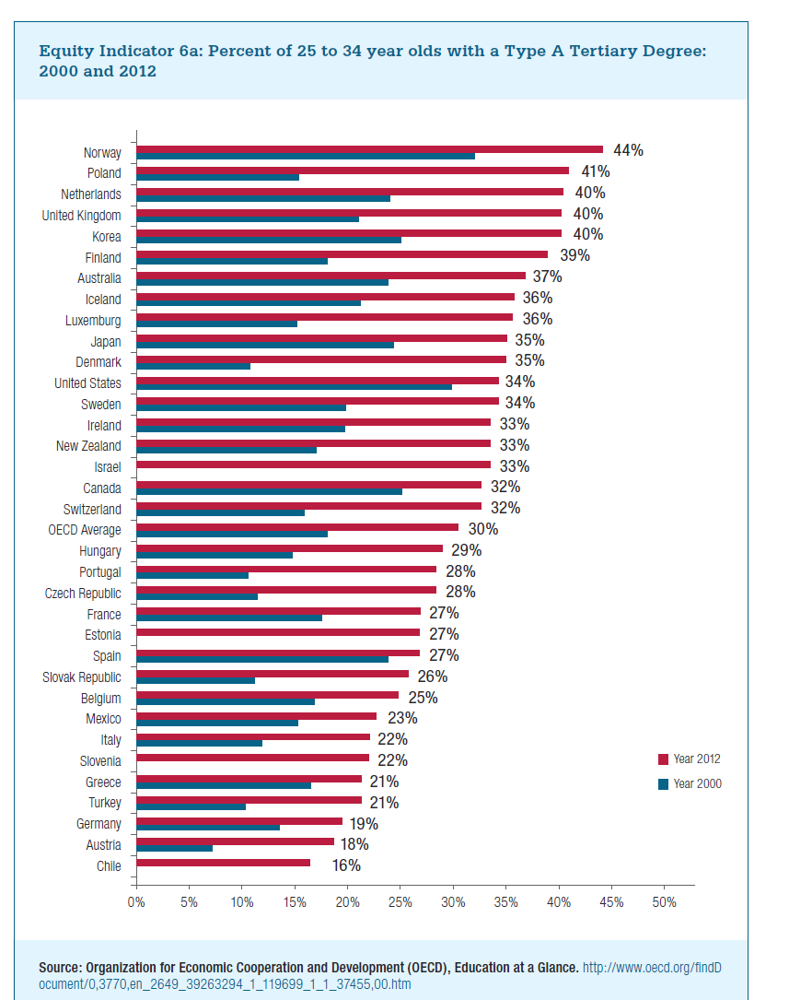 Equity Indicator 6a: Percent of 25 to 34 year olds with a Type A Tertiary Degree:
2000 and 2012
Norway 44%
Poland 41%
Netherlands 40%
United Kingdom 40%
Korea 40%
Finland 39%
Australia 37%
Iceland 36%
Luxemburg 36%
Japan 35%
Denmark 35%
United States 34%
Sweden 34%
Ireland 33%
New Zealand 33%
Israel 33%
Canada 32%
Switzerland 32%
OECD Average 30%
Hungary 29%
Portugal 28%
Czech Republic 28%
France 27%
Estonia 27%
Spain 27%
Slovak Republic 26%
Belgium 25%
Mexico 23%
Italy 22%
Slovenia 22%
Year 2012
Greece 21%
Year 2000
Turkey 21%
Germany 19%
Austria 18%
Chile 16%
0% 5% 10% 15% 20% 25% 30% 35% 40% 45% 50%
Source: Organization for Economic Cooperation and Development (OECD), Education at a Glance. http://www.oecd.org/findD
ocument/0,3770,en_2649_39263294_1_119699_1_1_37455,00.htm